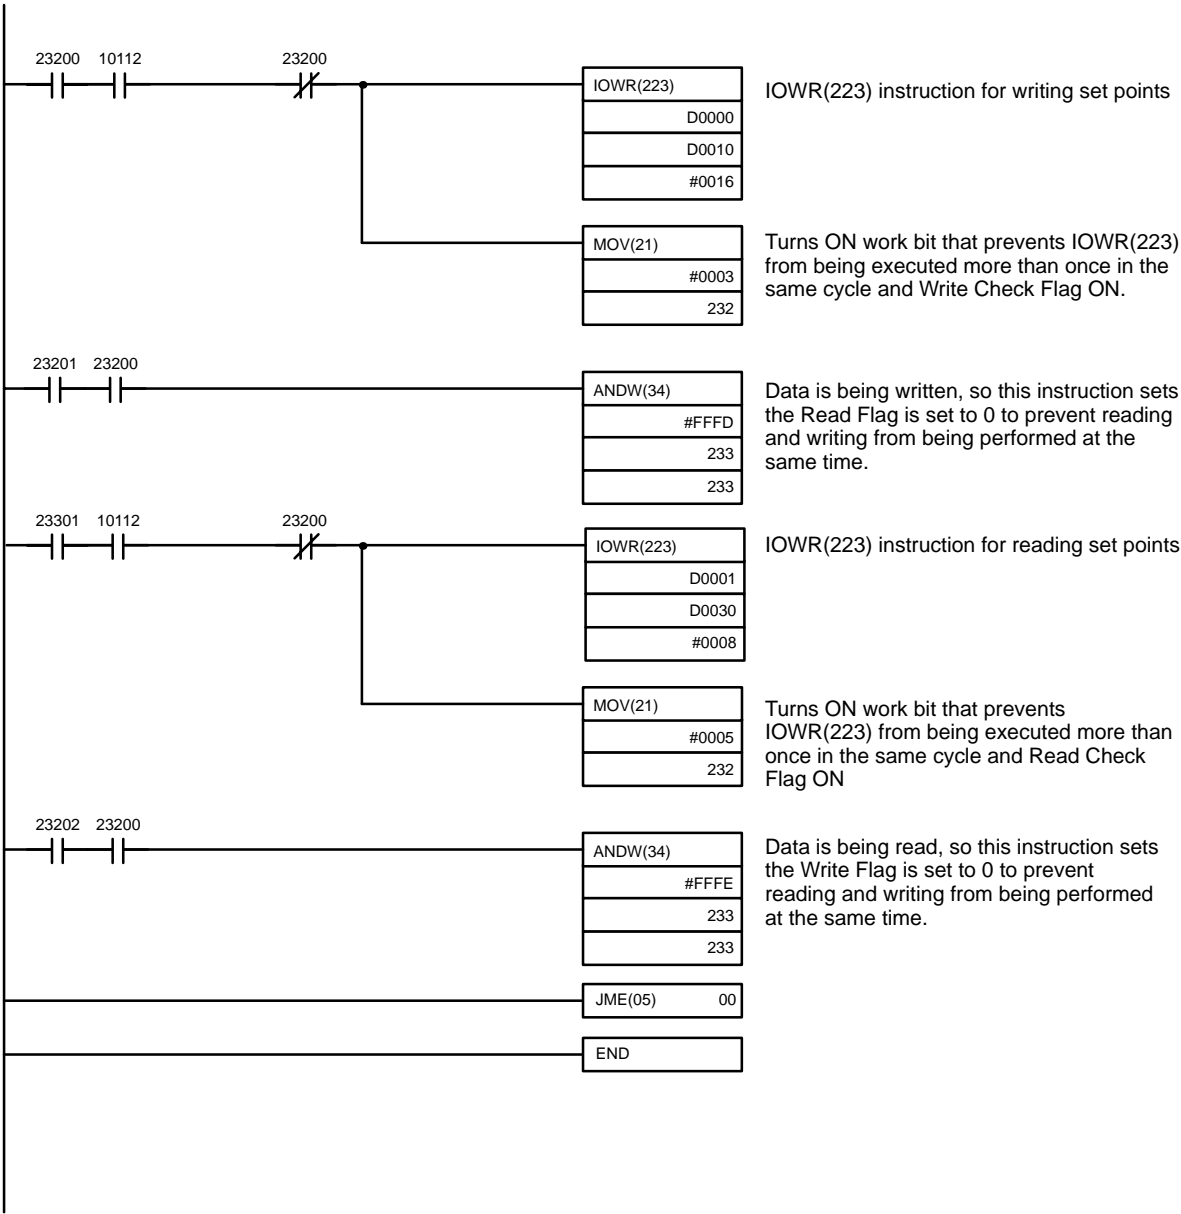 23200 10112 23200
IOWR(223)
D0000
D0010
#0016
IOWR(223) instruction for writing set points
MOV(21)
#0003
232
Turns ON work bit that prevents IOWR(223)
from being executed more than once in the
same cycle and Write Check Flag ON.
23201 23200
ANDW(34)
#FFFD
233
233
Data is being written, so this instruction sets
the Read Flag is set to 0 to prevent reading
and writing from being performed at the
same time.
23301 10112 23200
IOWR(223)
D0001
D0030
#0008
IOWR(223) instruction for reading set points
MOV(21)
#0005
232
Turns ON work bit that prevents
IOWR(223) from being executed more than
once in the same cycle and Read Check
Flag ON
23202 23200
ANDW(34)
#FFFE
233
233
Data is being read, so this instruction sets
the Write Flag is set to 0 to prevent
reading and writing from being performed
at the same time.
JME(05) 00
END